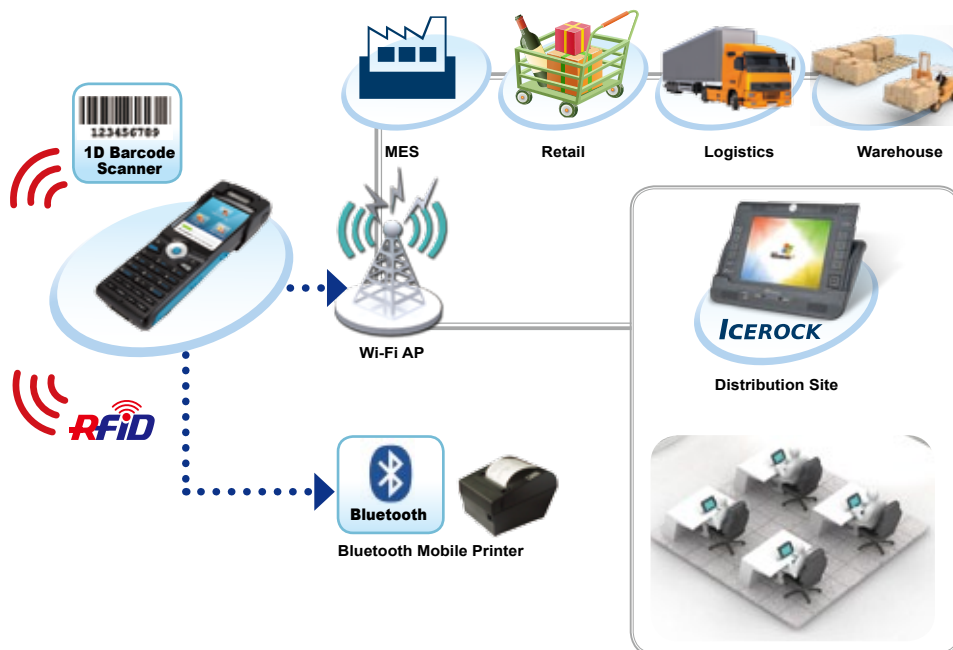 123456789
1D Barcode
Scanner
MES
Retail
Logistics
Warehouse
Wi-Fi AP
ICEROCK
Distribution Site
RFiD
Bluetooth
Bluetooth Mobile Printer